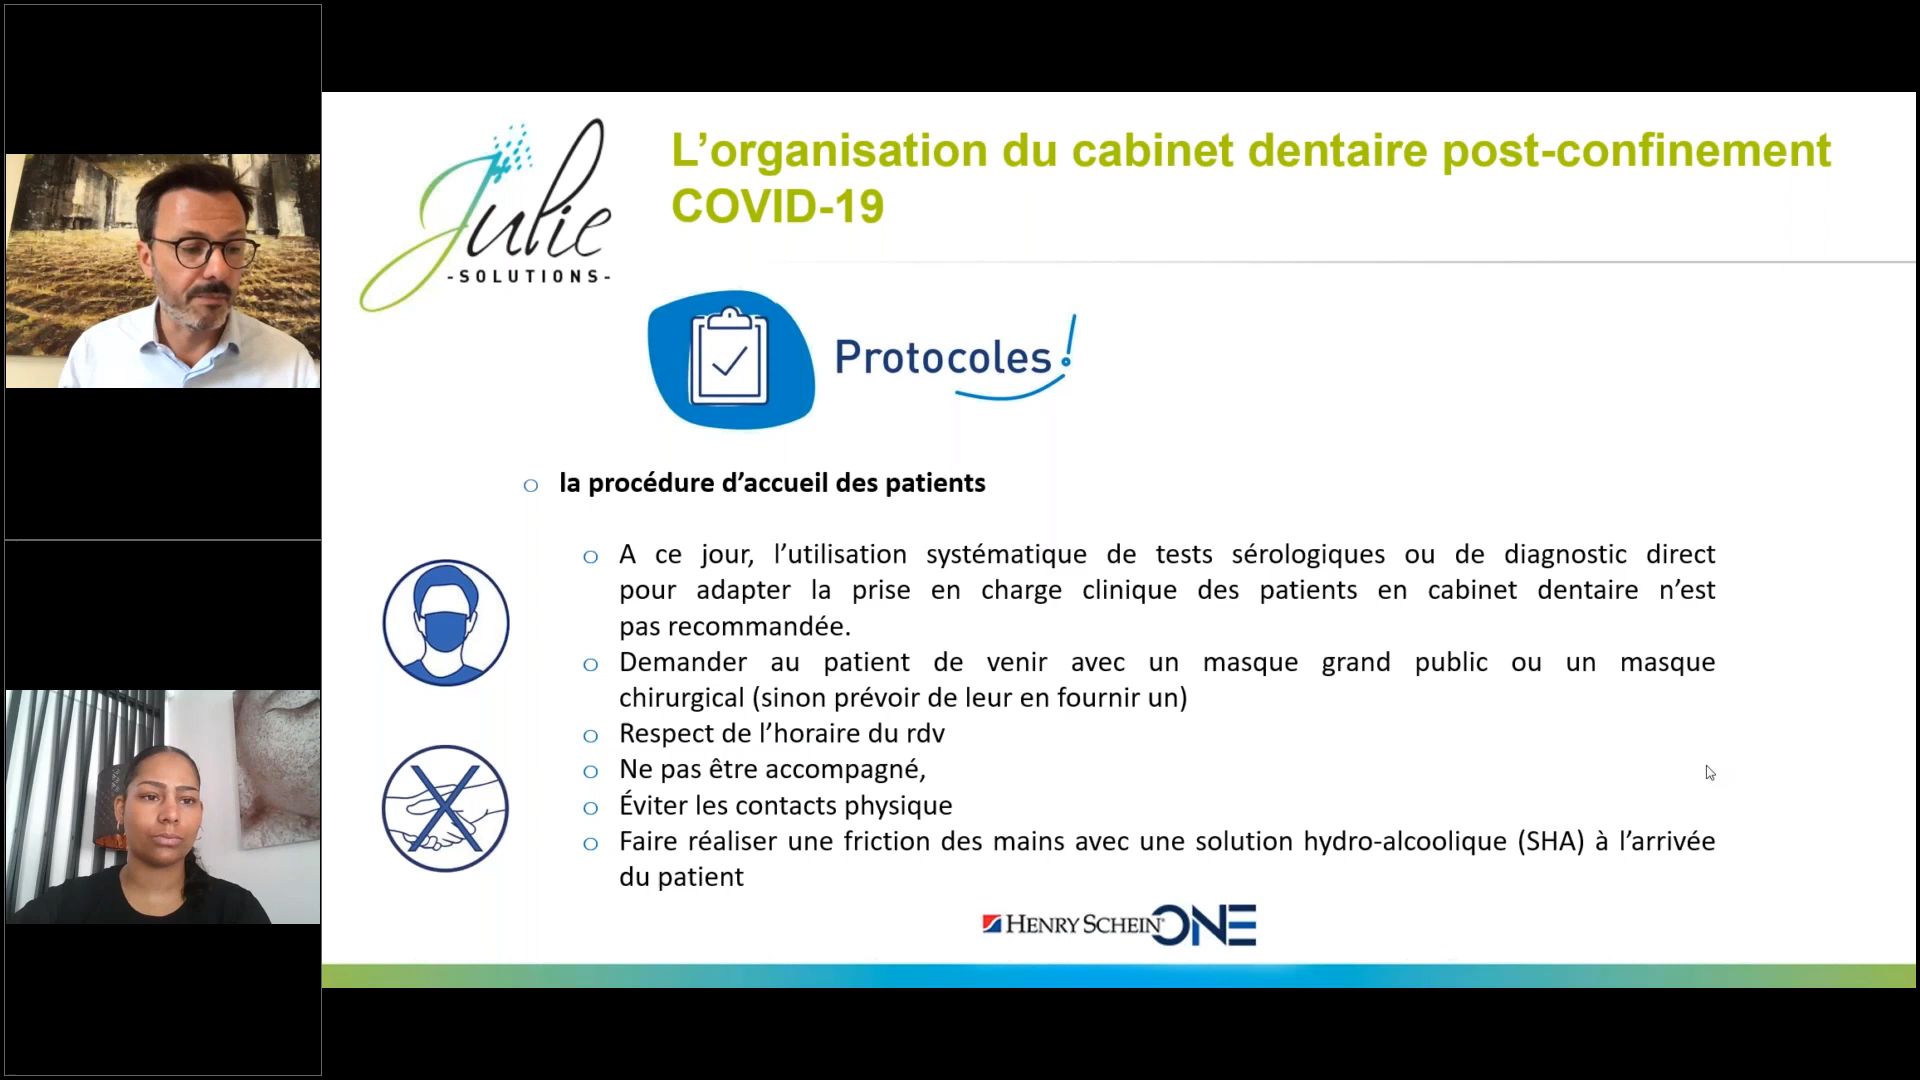 Julie
-SOLUTIONS-
L’organisation du cabinet dentaire post-confinement
COVID-19
Protocoles!
o la procédure d’accueil des patients
o A ce jour, l’utilisation systématique de tests sérologiques ou de diagnostic direct
pour adapter la prise en charge clinique des patients en cabinet dentaire n’est
pas recommandée.
o Demander au patient de venir avec un masque grand public ou un masque
chirurgical (sinon prévoir de leur en fournir un)
o Respect de l’horaire du rdv
o Ne pas être accompagné,
o Éviter les contacts physique
o Faire réaliser une friction des mains avec une solution hydro-alcoolique (SHA) à l’arrivée
du patient
HENRY SCHEIN® ONE